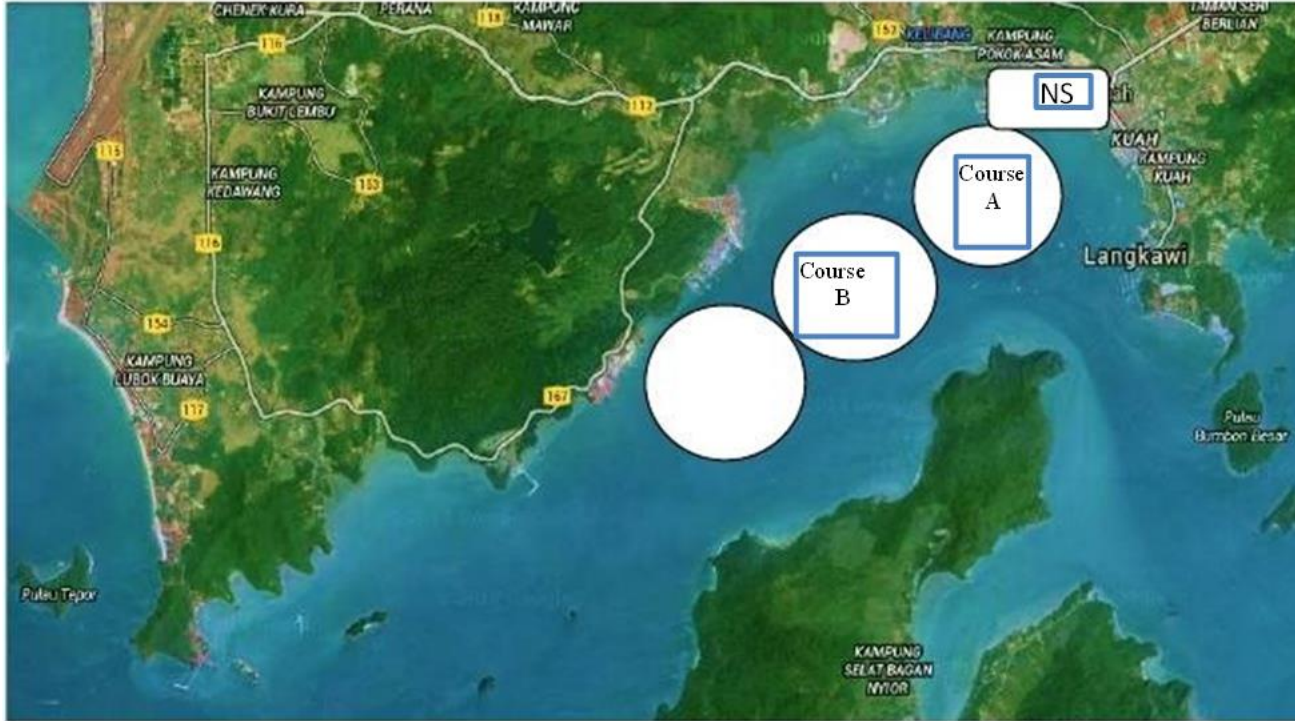 CHENEK KURA
PERANA
118
KAMPUNG
MAWAR
116
157
KELIBANG
KAMPUNG
POKOK ASAM
TAMAN SERI
BERLIAN
KAMPUNG
BUKIT LEMBU
112
NS
ah
KUAH
115
KAMPUNG
KUAH
KAMPUNG
KEDAWANG
153
Course
A
116
Langkawi
Course
B
154
KAMPUNG
LUBOK BUAYA
167
117
Pulau
Bumbon Besar
Pulau Tepor
KAMPUNG
SELAT BAGAN
NYIOR